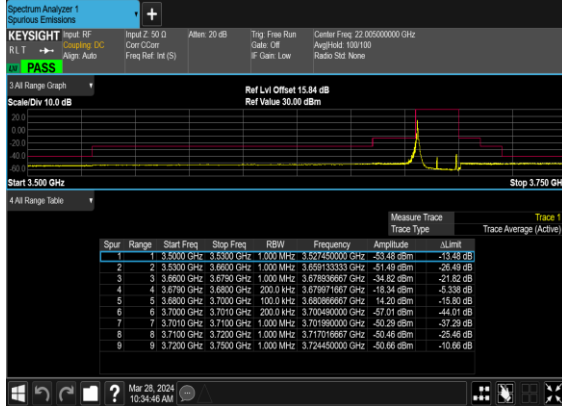 Spectrum Analyzer 1
Spurious Emissions
+
KEYSIGHT Input: RF Input Z: 50 Ω Atten: 20 dB Trig: Free Run Center Freq: 22.005000000 GHz
RLT Coupling: DC Corr CCorr Gate: Off Avg|Hold: 100/100
Align: Auto Freq Ref: Int (S) IF Gain: Low Radio Std: None
PASS
3 All Range Graph
Ref Lvl Offset 15.84 dB
Scale/Div 10.0 dB Ref Value 30.00 dBm
20.0
0.00
-20.0
-40.0
-60.0
Start 3.500 GHz Stop 3.750 GH
4 All Range Table
Measure Trace Trace 1
Trace Type Trace Average (Active)
Spur Range Start Freq Stop Freq RBW Frequency Amplitude ΔLimit
1 1 3.5000 GHz 3.5300 GHz 1.000 MHz 3.527450000 GHz -53.48 dBm -13.48 dB
2 2 3.5300 GHz 3.6600 GHz 1.000 MHz 3.659133333 GHz -51.49 dBm -26.49 dB
3 3 3.6600 GHz 3.6790 GHz 1.000 MHz 3.678936667 GHz -34.82 dBm -21.82 dB
4 4 3.6790 GHz 3.6800 GHz 200.0 kHz 3.679971667 GHz -18.34 dBm -5.338 dB
5 5 3.6800 GHz 3.7000 GHz 100.0 kHz 3.680866667 GHz 14.20 dBm -15.80 dB
6 6 3.7000 GHz 3.7010 GHz 200.0 kHz 3.700490000 GHz -57.01 dBm -44.01 dB
7 7 3.7010 GHz 3.7100 GHz 1.000 MHz 3.701990000 GHz -50.29 dBm -37.29 dB
8 8 3.7100 GHz 3.7200 GHz 1.000 MHz 3.717016667 GHz -50.46 dBm -25.46 dB
9 9 3.7200 GHz 3.7500 GHz 1.000 MHz 3.724450000 GHz -50.66 dBm -10.66 dB
? Mar 28, 2024
10:34:46 AM